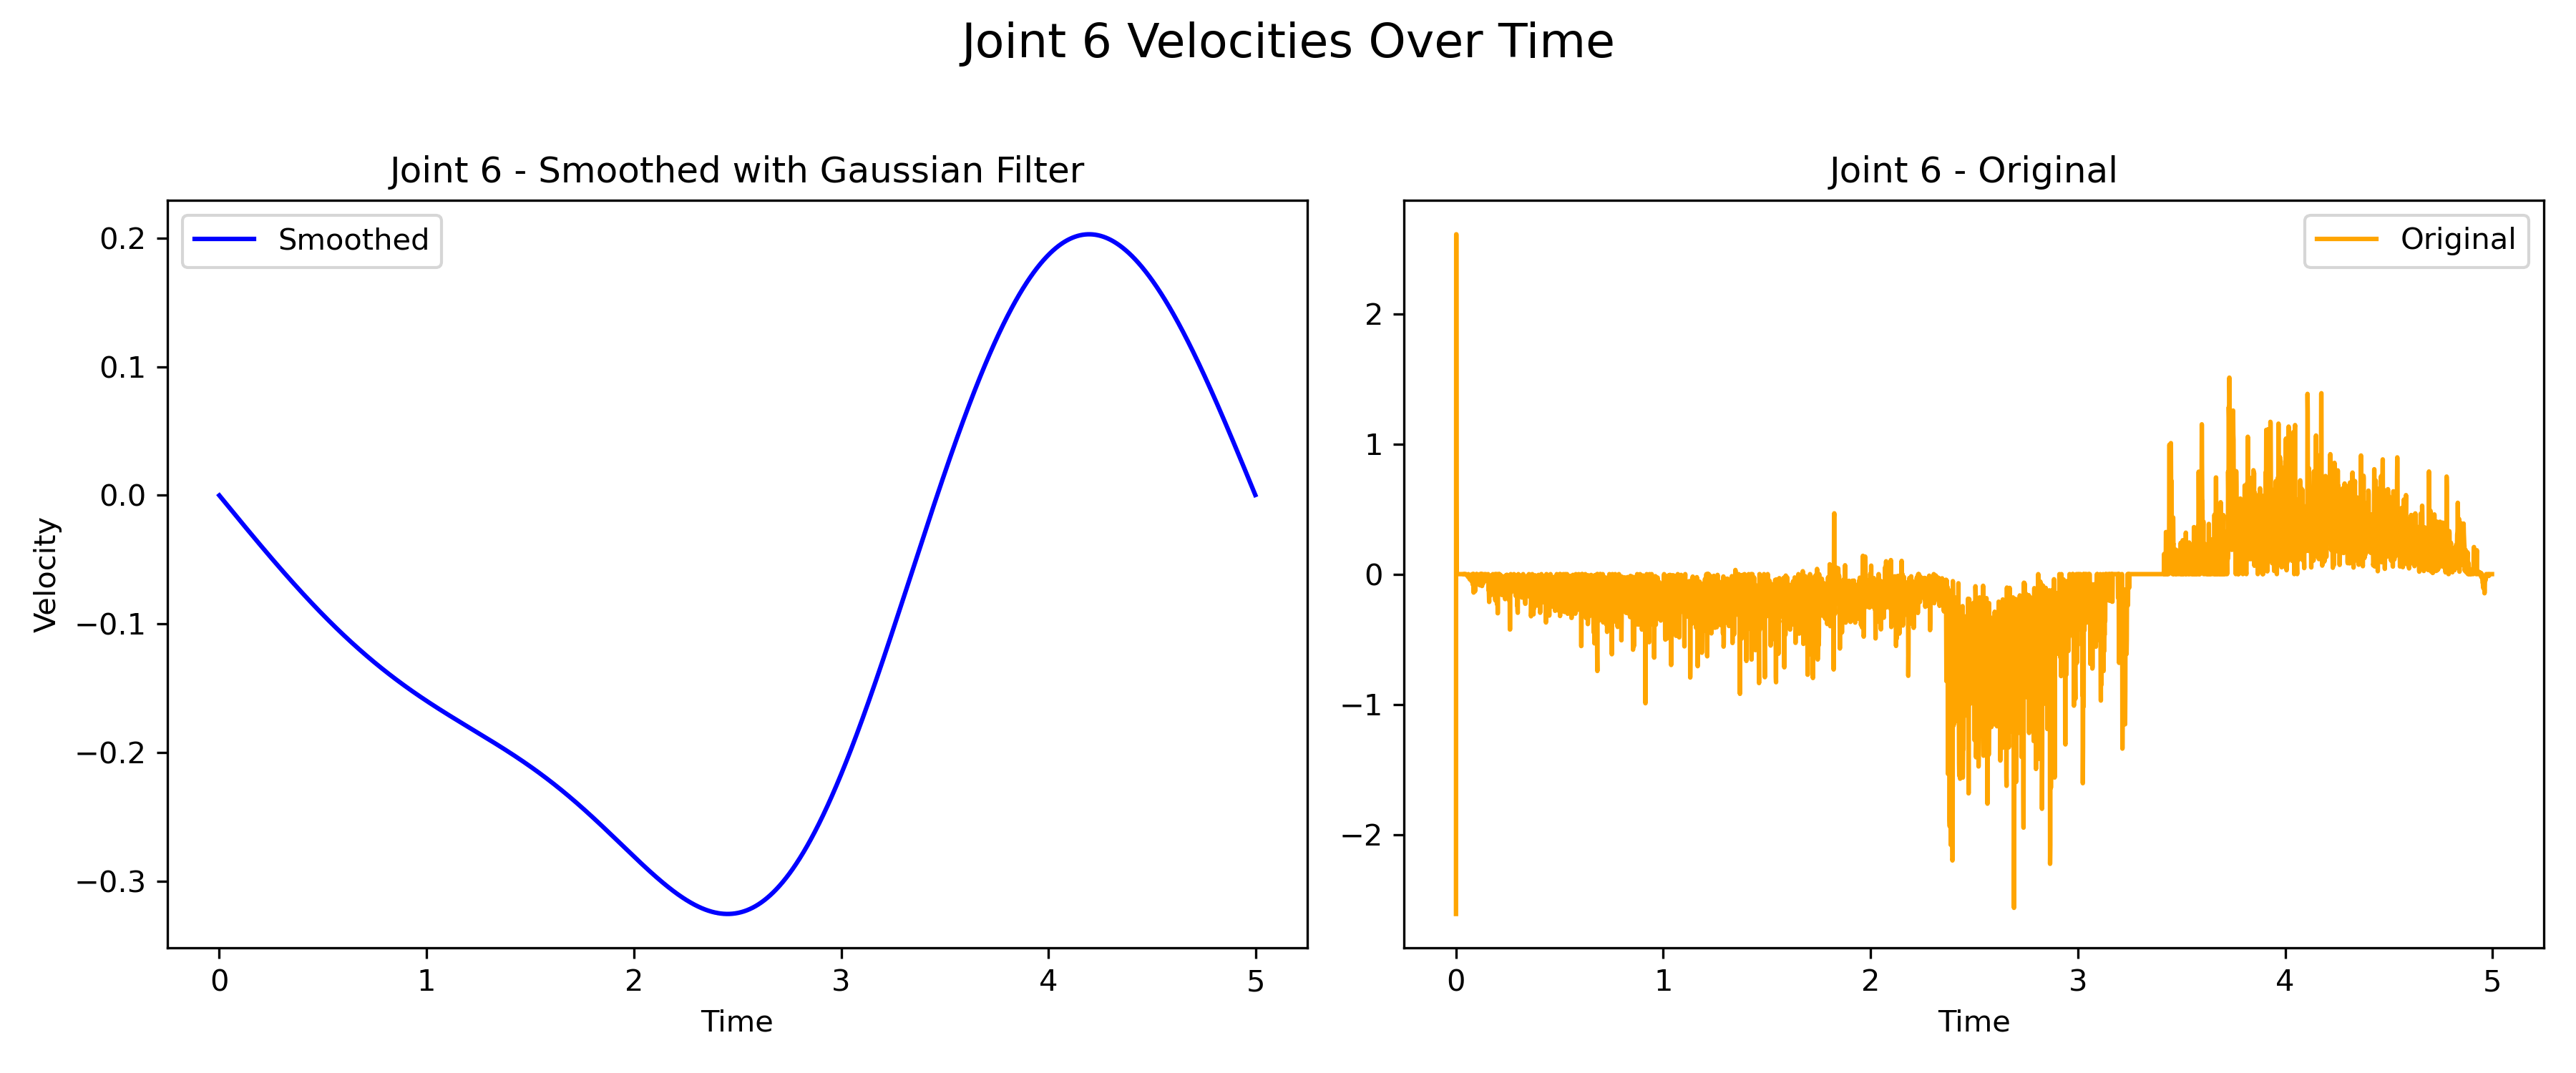 Joint 6 Velocities Over Time
Joint 6 - Smoothed with Gaussian Filter
Smoothed
0.2
0.1
0.0
−0.1
−0.2
−0.3
Velocity
0 1 2 3 4 5
Time
Joint 6 - Original
Original
2
1
0
−1
−2
0 1 2 3 4 5
Time